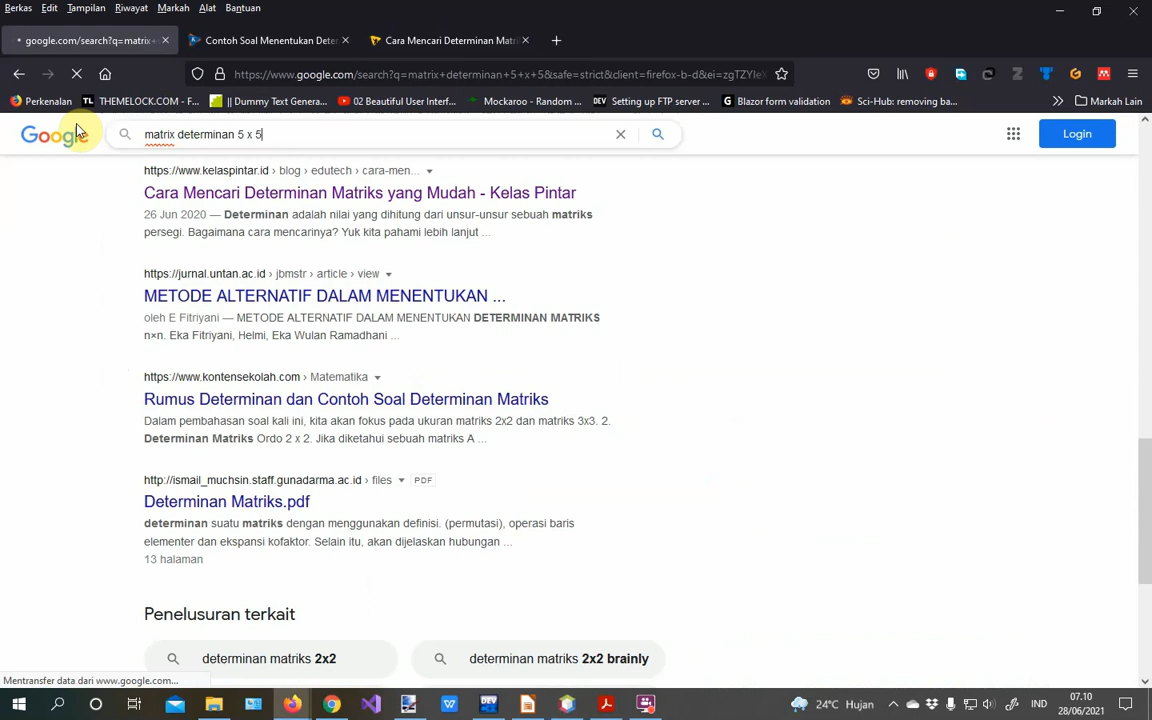 Berkas Edit Tampilan Riwayat Markah Alat Bantuan
google.com/search?q=matrix
Contoh Soal Menentukan Deter
Cara Mencari Determinan Matri
https://www.google.com/search?q=matrix+determinan+5+x+5&safe=strict&client=firefox-b-d&ei=zgTZYIeX
Perkenalan
TL THEMELOCK.COM - F...
|| Dummy Text Genera...
02 Beautiful User Interf...
Mockaroo - Random ...
DEV Setting up FTP server ...
G Blazor form validation
Sci-Hub: removing ba...
Markah Lain
Google
matrix determinan 5 x 5
Login
https://www.kelaspintar.id › blog › edutech › cara-men...
Cara Mencari Determinan Matriks yang Mudah - Kelas Pintar
26 Jun 2020 — Determinan adalah nilai yang dihitung dari unsur-unsur sebuah matriks
persegi. Bagaimana cara mencarinya? Yuk kita pahami lebih lanjut ...
https://jurnal.untan.ac.id › jbmstr › article › view
METODE ALTERNATIF DALAM MENENTUKAN ...
oleh E Fitriyani — METODE ALTERNATIF DALAM MENENTUKAN DETERMINAN MATRIKS
n×n. Eka Fitriyani, Helmi, Eka Wulan Ramadhani ...
https://www.kontensekolah.com › Matematika
Rumus Determinan dan Contoh Soal Determinan Matriks
Dalam pembahasan soal kali ini, kita akan fokus pada ukuran matriks 2x2 dan matriks 3x3. 2.
Determinan Matriks Ordo 2 x 2. Jika diketahui sebuah matriks A ...
http://ismail_muchsin.staff.gunadarma.ac.id › files PDF
Determinan Matriks.pdf
determinan suatu matriks dengan menggunakan definisi. (permutasi), operasi baris
elementer dan ekspansi kofaktor. Selain itu, akan dijelaskan hubungan ...
13 halaman
Penelusuran terkait
determinan matriks 2x2
determinan matriks 2x2 brainly
Mentransfer data dari www.google.com...
24°C Hujan
IND
07.10
28/06/2021